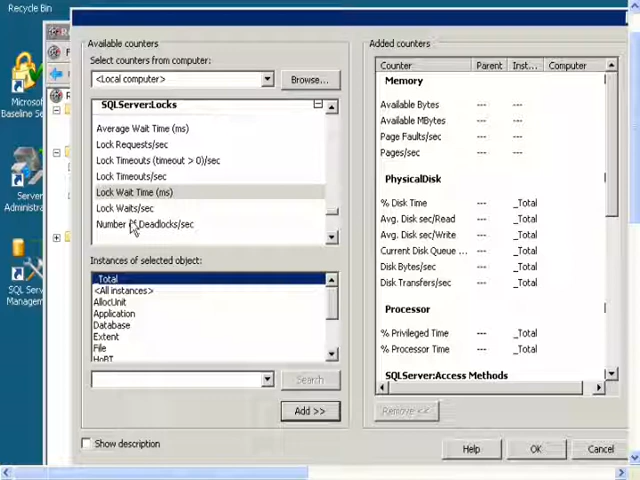 Recycle Bin
Microsof
Baseline Se
Server
Administra
SQL Serv
Managem
Available counters
Select counters from computer:
<Local computer>
Browse...
SQLServer:Locks
Average Wait Time (ms)
Lock Requests/sec
Lock Timeouts (timeout > 0)/sec
Lock Timeouts/sec
Lock Wait Time (ms)
Lock Waits/sec
Number of Deadlocks/sec
Instances of selected object:
_Total
<All instances>
AllocUnit
Application
Database
Extent
File
HoBT
Search
Add >>
Show description
Added counters
Counter Parent Inst... Computer
Memory
Available Bytes --- ---
Available MBytes --- ---
Page Faults/sec --- ---
Pages/sec --- ---
PhysicalDisk
% Disk Time --- _Total
Avg. Disk sec/Read --- _Total
Avg. Disk sec/Write --- _Total
Current Disk Queue ... --- _Total
Disk Bytes/sec --- _Total
Disk Transfers/sec --- _Total
Processor
% Privileged Time --- _Total
% Processor Time --- _Total
SQLServer:Access Methods
Remove <<
Help
OK
Cancel